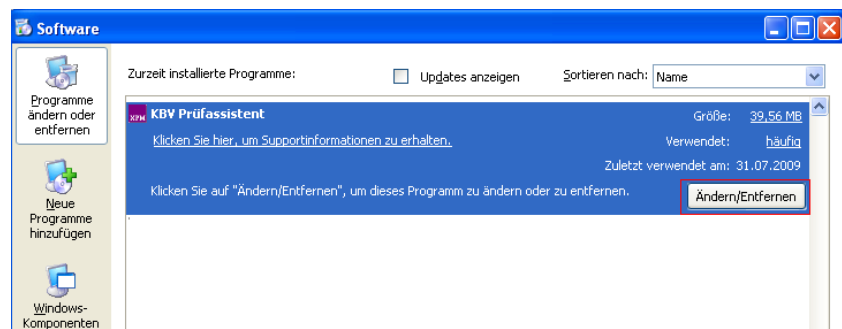 Software
Programme
ändern oder
entfernen
Neue
Programme
hinzufügen
Windows-
Komponenten
Zurzeit installierte Programme:
Updates anzeigen
Sortieren nach: Name
XPM KBV Prüfassistent
Größe: 39,56 MB
Klicken Sie hier, um Supportinformationen zu erhalten.
Verwendet: häufig
Zuletzt verwendet am: 31.07.2009
Klicken Sie auf "Ändern/Entfernen", um dieses Programm zu ändern oder zu entfernen.
Ändern/Entfernen